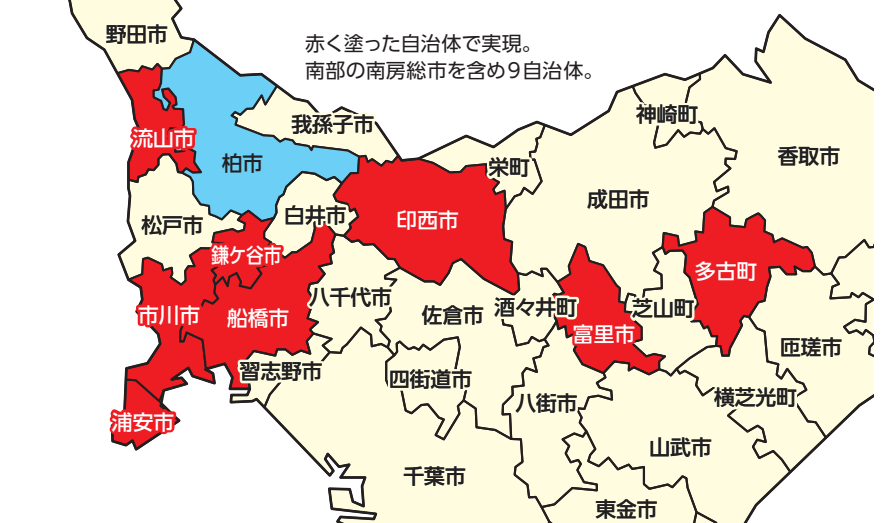 野田市
赤く塗った自治体で実現。
南部の南房総市を含め9自治体。
流山市
我孫子市
神崎町
柏市
栄町
香取市
成田市
松戸市
白井市
印西市
鎌ケ谷市
多古町
市川市
船橋市
八千代市
佐倉市
酒々井町
芝山町
富里市
匝瑳市
習志野市
四街道市
八街市
横芝光町
浦安市
山武市
千葉市
東金市